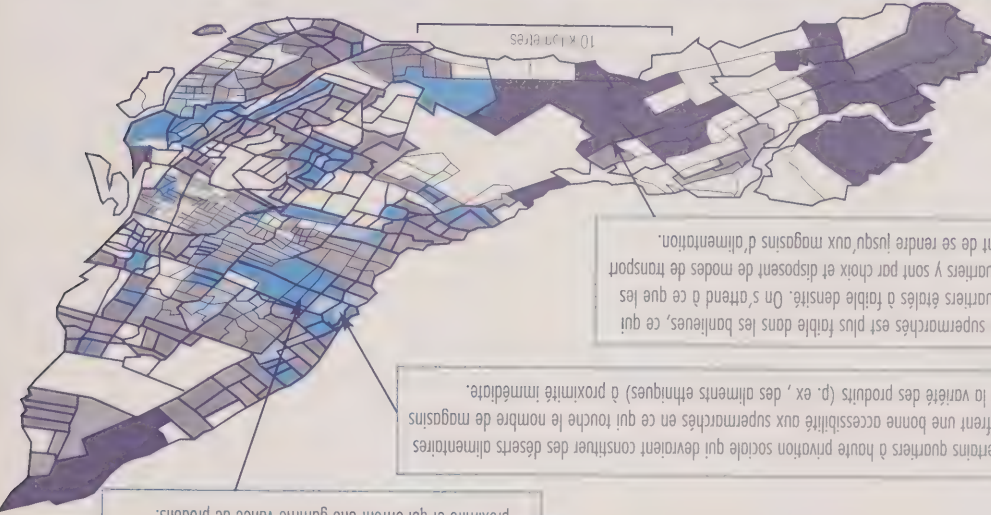 proximité et qui offrent une gamme variée de produits.
ertains quartiers à haute privation sociale qui devraient constituer des déserts alimentaires
ffrent une bonne accessibilité aux supermarchés en ce qui touche le nombre de magasins
la variété des produits (p. ex , des aliments ethniques) à proximité immédiate.
supermarchés est plus faible dans les banlieues, ce qui
uartiers étalés à faible densité. On s'attend à ce que les
uartiers y sont par choix et disposent de modes de transport
nt de se rendre jusqu'aux magasins d'alimentation.
10 kilomètres